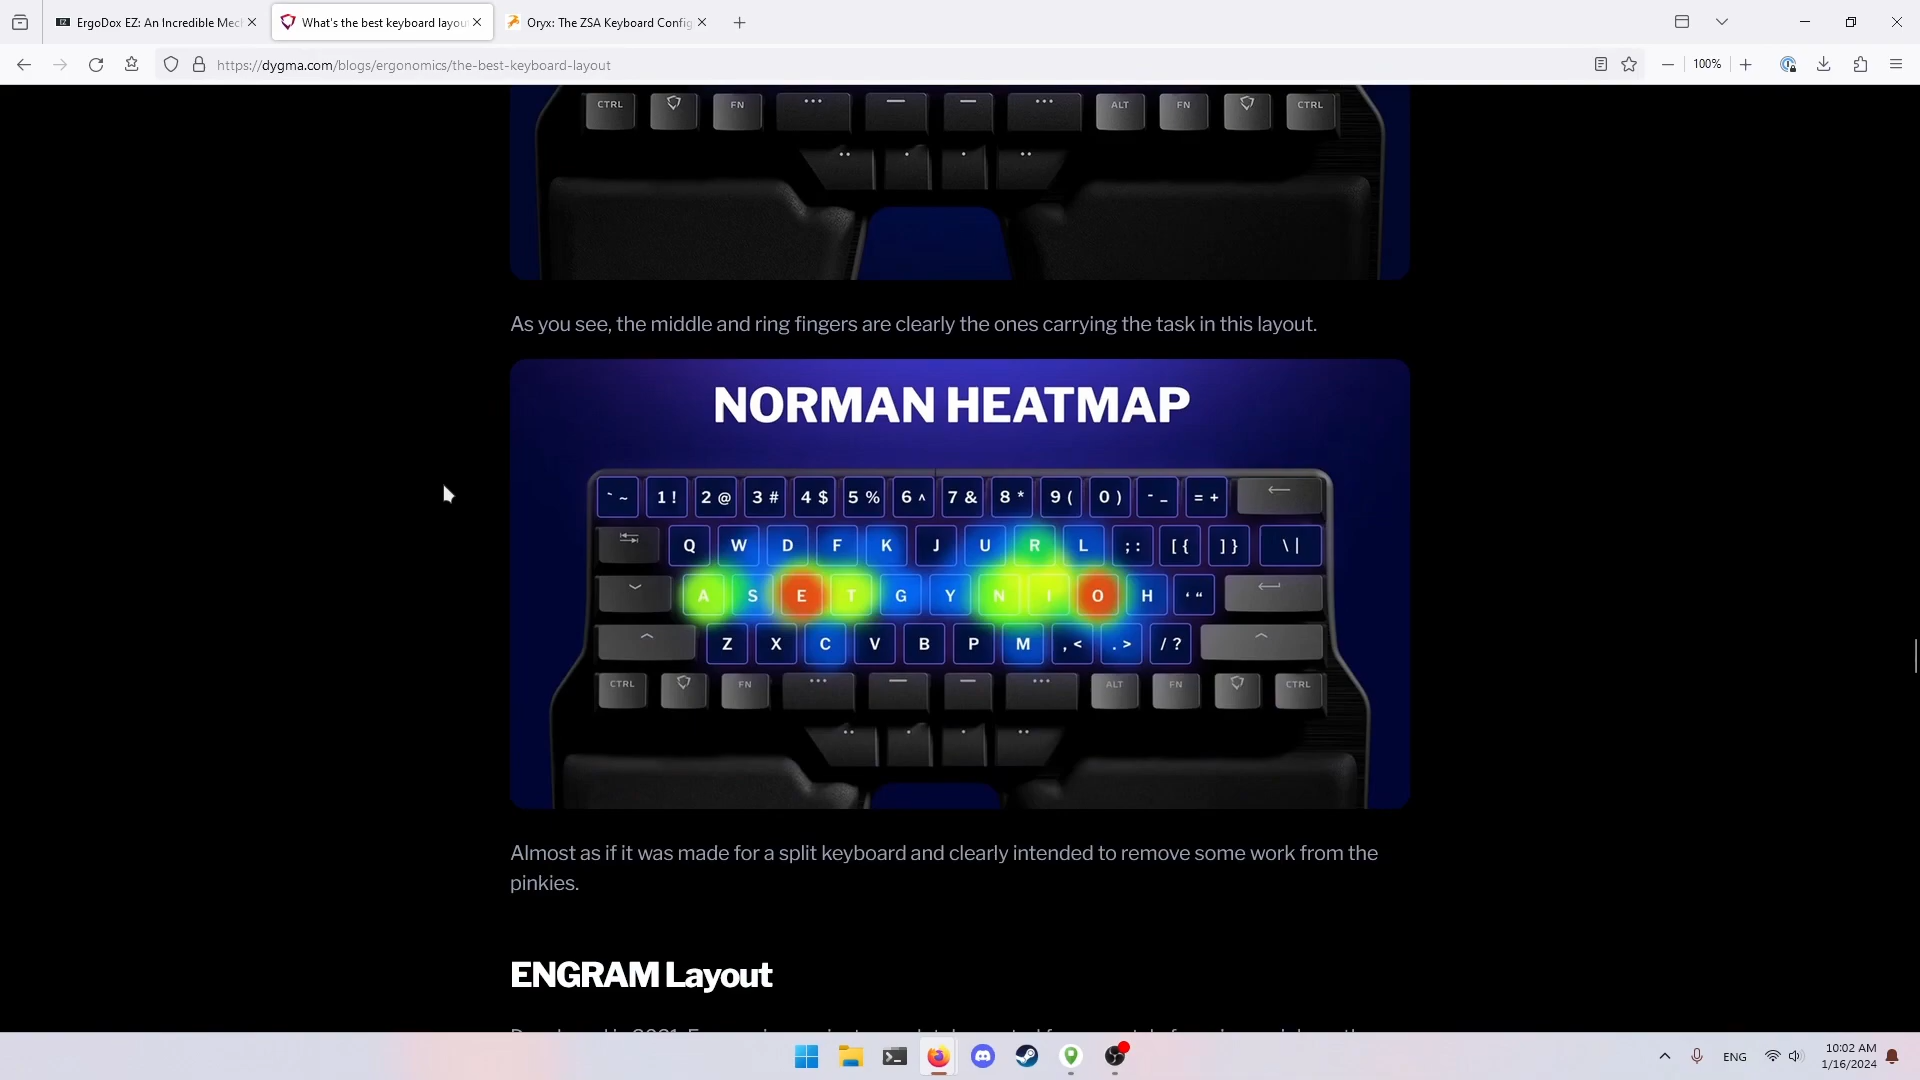 ErgoDox EZ: An Incredible Mec
What's the best keyboard layou
Oryx: The ZSA Keyboard Config
https://dygma.com/blogs/ergonomics/the-best-keyboard-layout
100%
CTRL FN ALT FN CTRL
As you see, the middle and ring fingers are clearly the ones carrying the task in this layout.
NORMAN HEATMAP
` ~ 1 ! 2 @ 3 # 4 $ 5 % 6 ^ 7 & 8 * 9 ( 0 ) - _ = +
Q W D F K J U R L ; : [ { ] } \ |
A S E T G Y N I O H ‘ “
Z X C V B P M , < . > / ?
CTRL FN ALT FN CTRL
Almost as if it was made for a split keyboard and clearly intended to remove some work from the
pinkies.
ENGRAM Layout
ENG
10:02 AM
1/16/2024